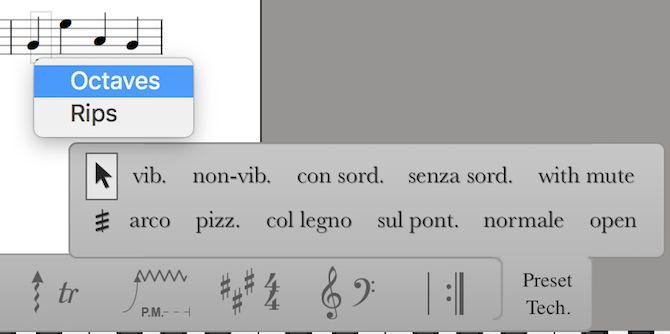 Octaves
Rips
vib. non-vib. con sord. senza sord. with mute
arco pizz. col legno sul pont. normale open
tr P.M. 4/4 Preset
Tech.